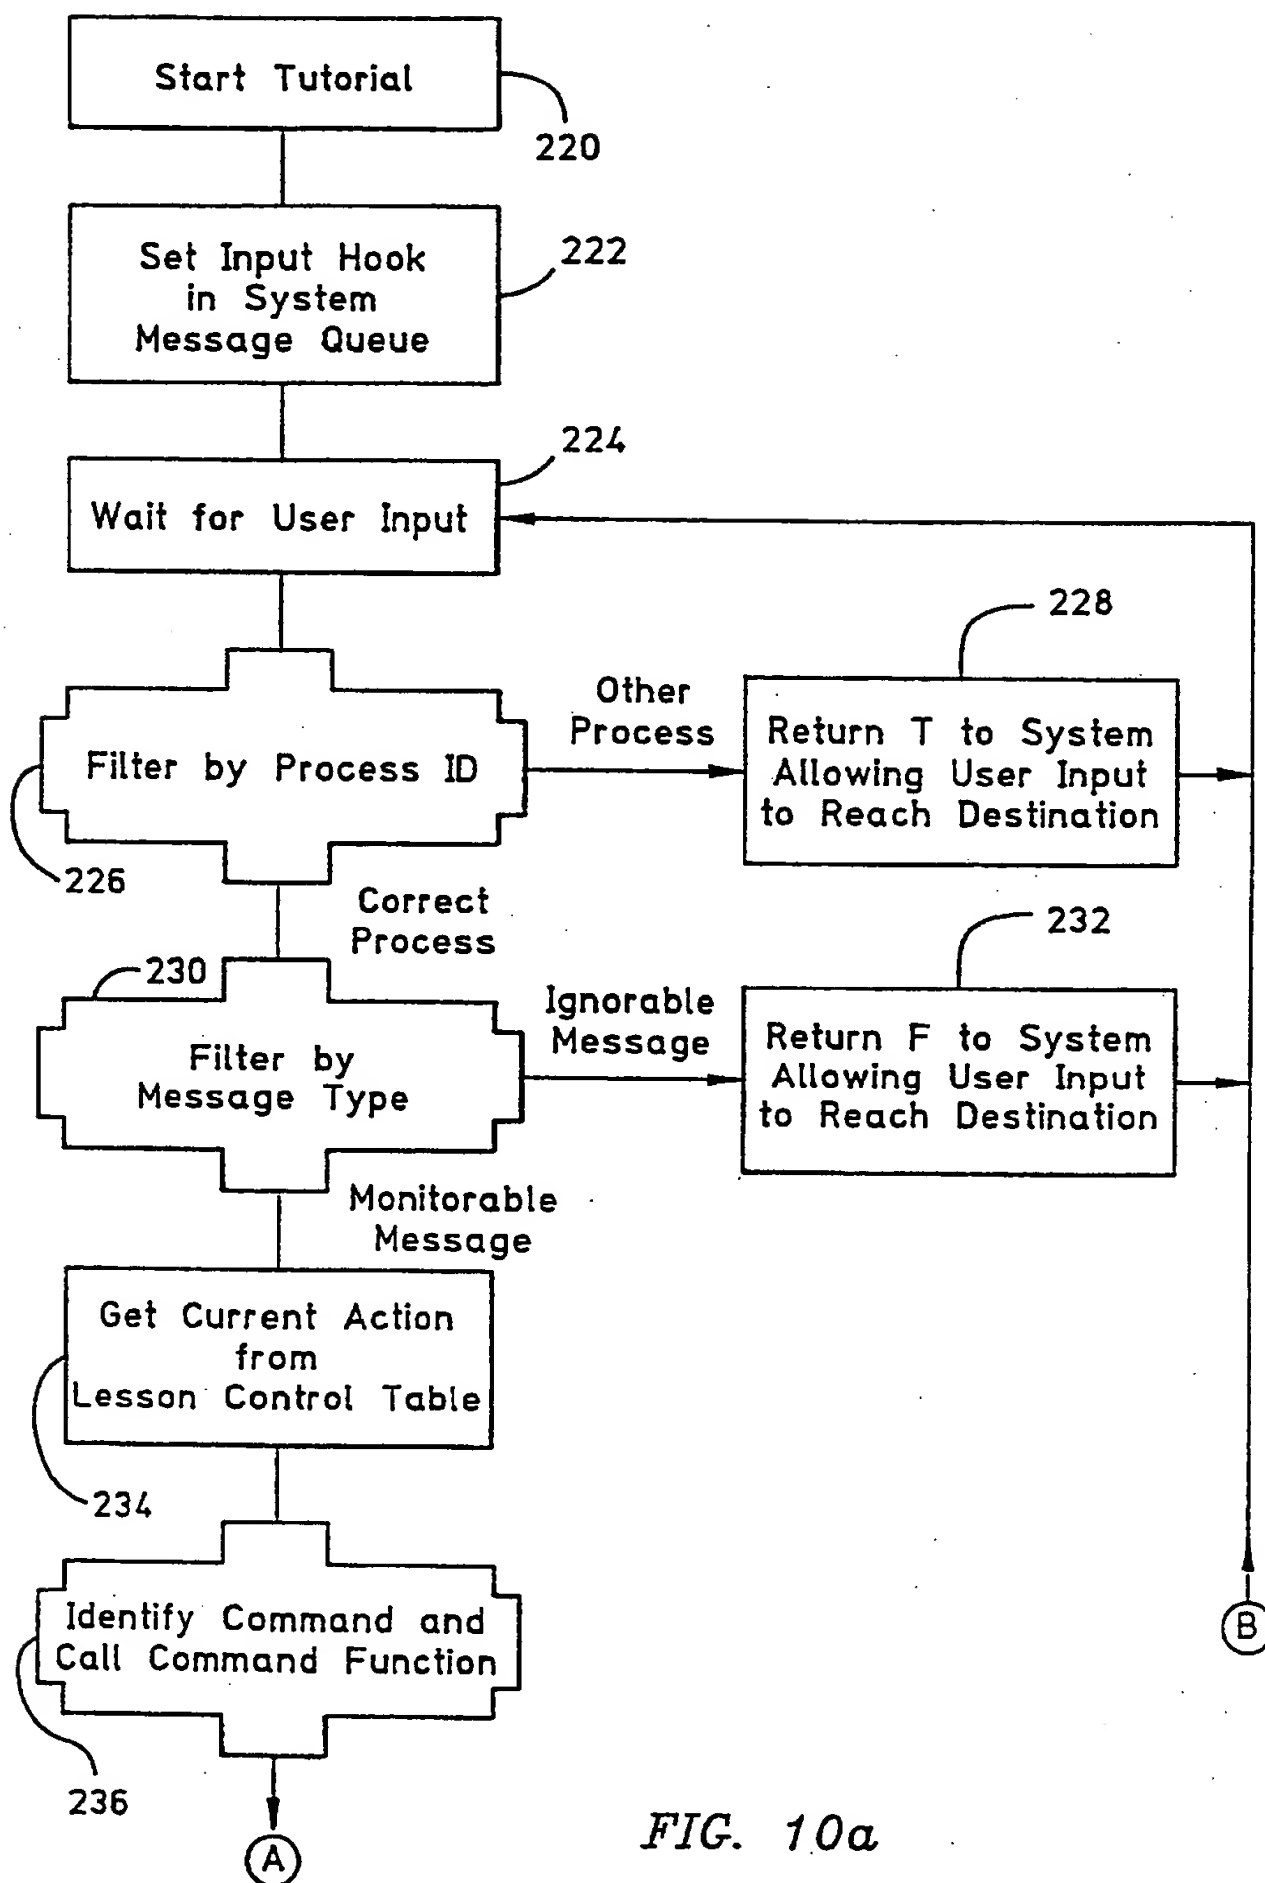 Start Tutorial
220
Set Input Hook
in System
Message Queue
222
Wait for User Input
224
Filter by Process ID
226
Other
Process
Return T to System
Allowing User Input
to Reach Destination
228
Correct
Process
230
Filter by
Message Type
Ignorable
Message
Return F to System
Allowing User Input
to Reach Destination
232
Monitorable
Message
Get Current Action
from
Lesson Control Table
234
Identify Command and
Call Command Function
236
A
B
FIG. 10a